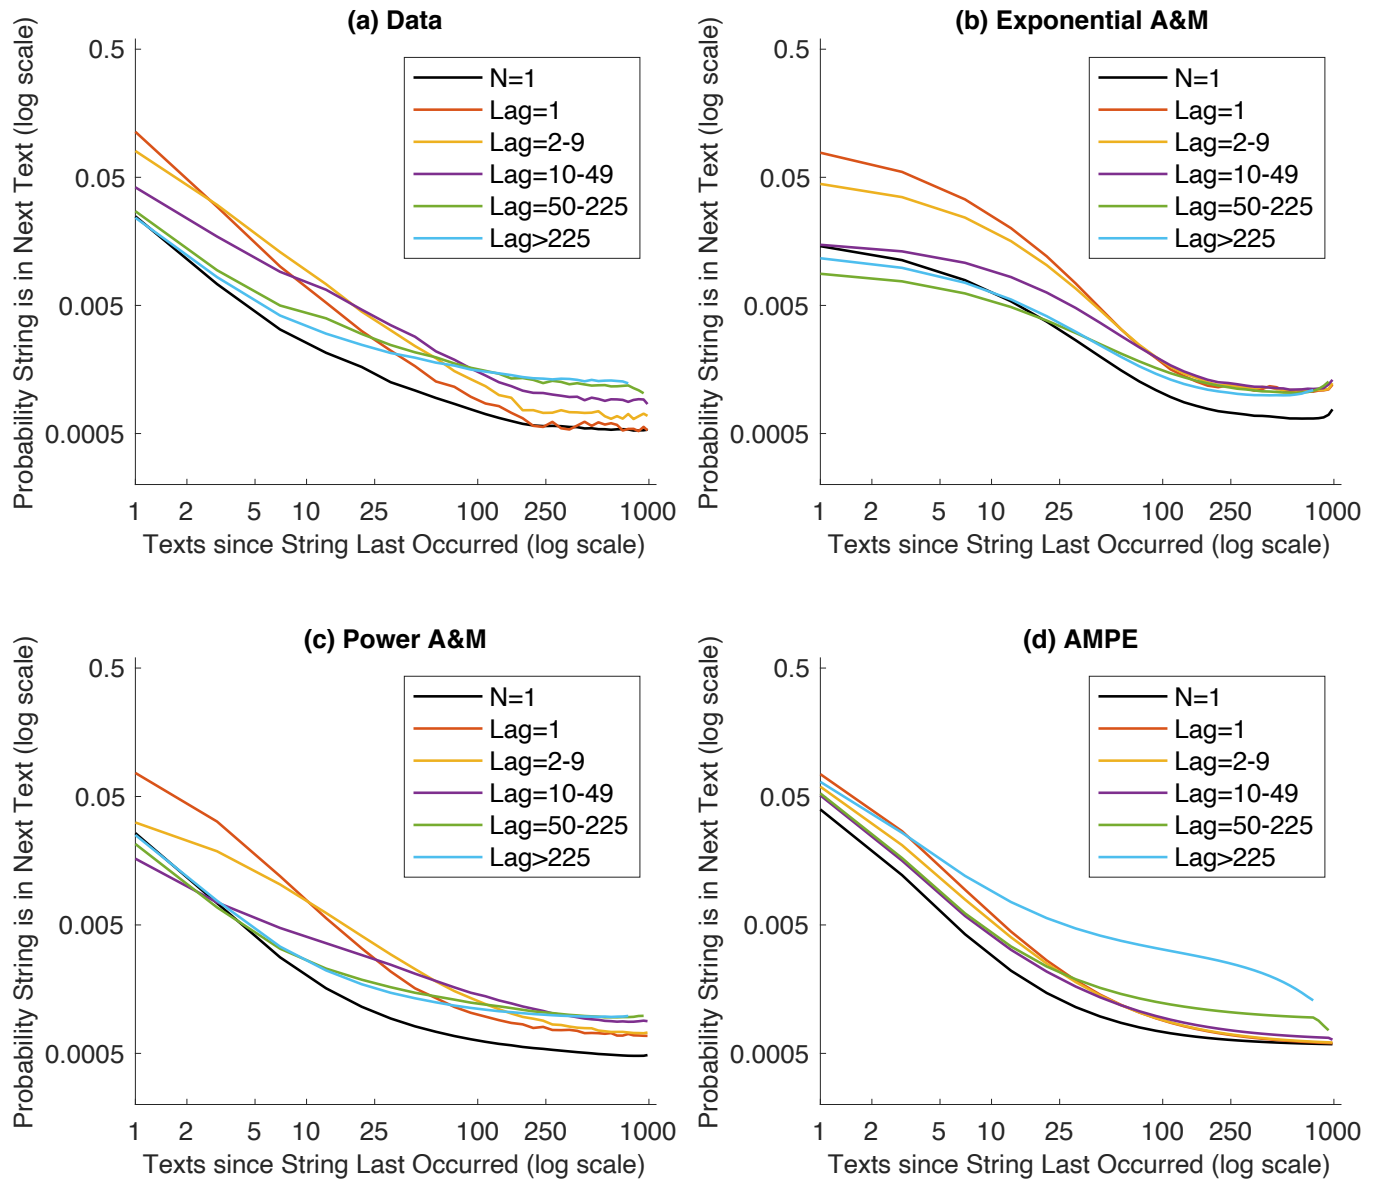 (a) Data
Probability String is in Next Text (log scale)
0.5
0.05
0.005
0.0005
N=1
Lag=1
Lag=2-9
Lag=10-49
Lag=50-225
Lag>225
1 2 5 10 25 100 250 1000
Texts since String Last Occurred (log scale)
(b) Exponential A&M
Probability String is in Next Text (log scale)
0.5
0.05
0.005
0.0005
N=1
Lag=1
Lag=2-9
Lag=10-49
Lag=50-225
Lag>225
1 2 5 10 25 100 250 1000
Texts since String Last Occurred (log scale)
(c) Power A&M
Probability String is in Next Text (log scale)
0.5
0.05
0.005
0.0005
N=1
Lag=1
Lag=2-9
Lag=10-49
Lag=50-225
Lag>225
1 2 5 10 25 100 250 1000
Texts since String Last Occurred (log scale)
(d) AMPE
Probability String is in Next Text (log scale)
0.5
0.05
0.005
0.0005
N=1
Lag=1
Lag=2-9
Lag=10-49
Lag=50-225
Lag>225
1 2 5 10 25 100 250 1000
Texts since String Last Occurred (log scale)